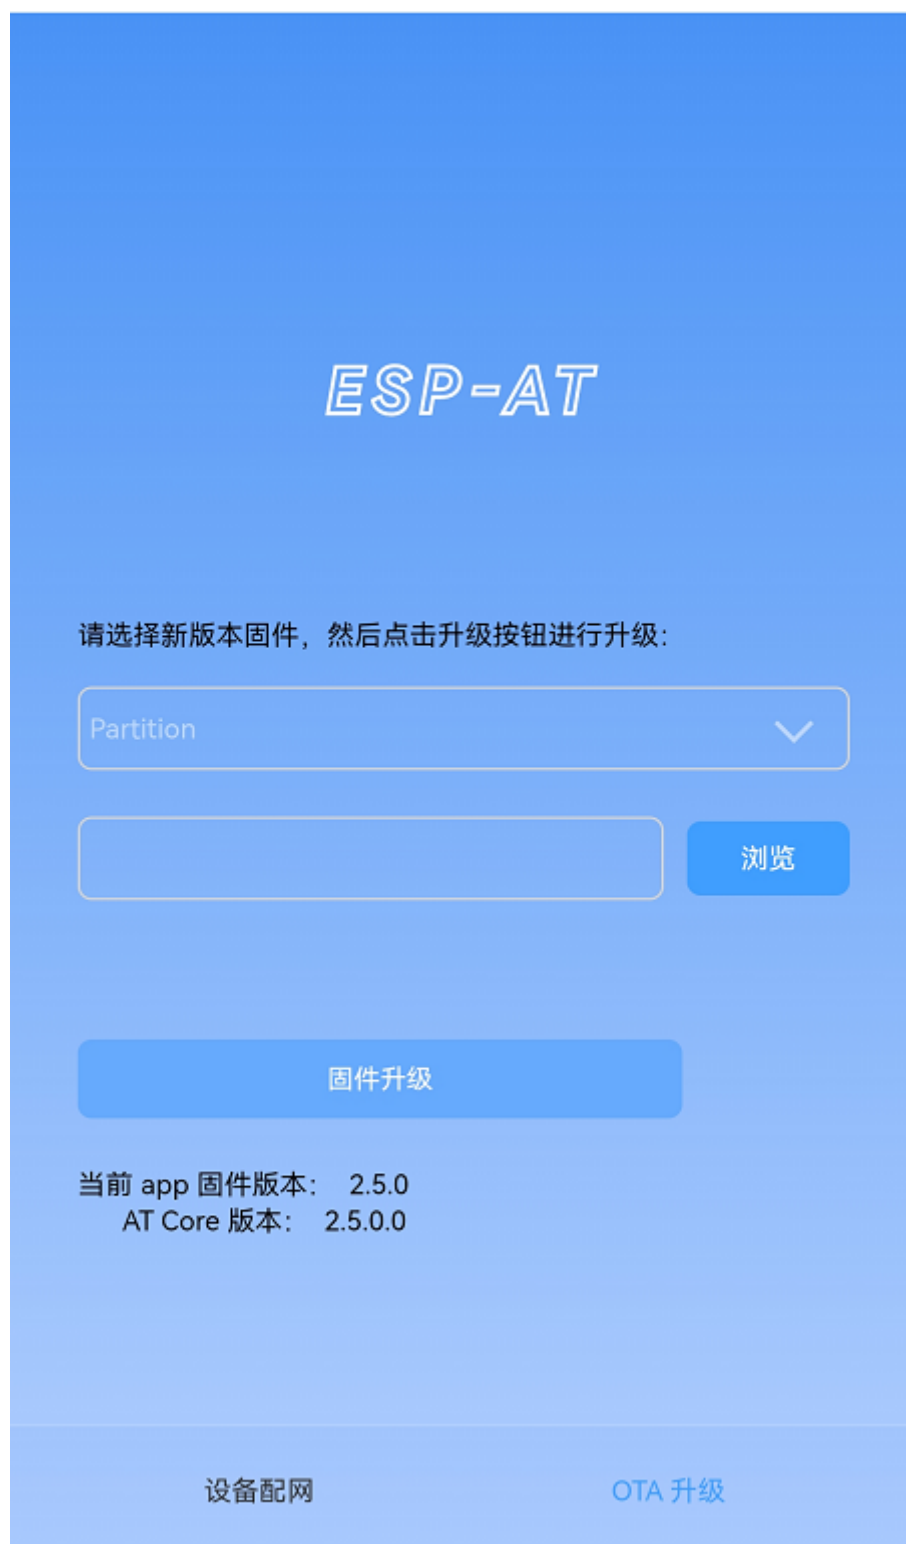 ESP-AT
请选择新版本固件，然后点击升级按钮进行升级：
Partition
浏览
固件升级
当前 app 固件版本： 2.5.0
AT Core 版本： 2.5.0.0
设备配网
OTA 升级